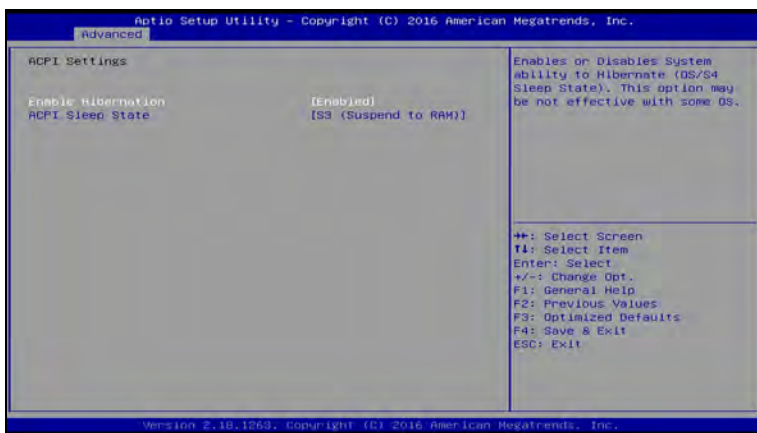 Aptio Setup Utility - Copyright (C) 2016 American Megatrends, Inc.
Advanced
ACPI Settings
Enable Hibernation [Enabled]
ACPI Sleep State [S3 (Suspend to RAM)]
Enables or Disables System
ability to Hibernate (OS/S4
Sleep State). This option may
be not effective with some OS.
→←: Select Screen
↑↓: Select Item
Enter: Select
+/-: Change Opt.
F1: General Help
F2: Previous Values
F3: Optimized Defaults
F4: Save & Exit
ESC: Exit
Version 2.18.1263. Copyright (C) 2016 American Megatrends, Inc.